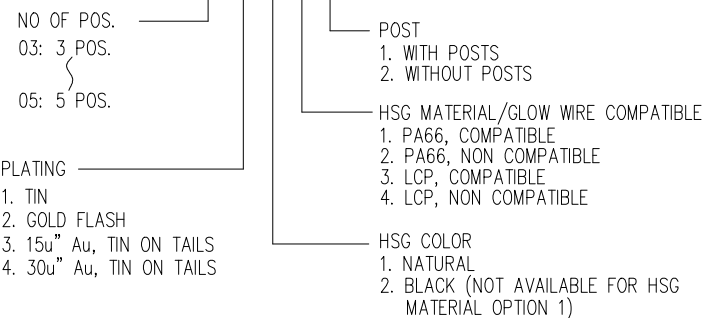 NO OF POS.
03: 3 POS.
05: 5 POS.
PLATING
1. TIN
2. GOLD FLASH
3. 15u” Au, TIN ON TAILS
4. 30u” Au, TIN ON TAILS
POST
1. WITH POSTS
2. WITHOUT POSTS
HSG MATERIAL/GLOW WIRE COMPATIBLE
1. PA66, COMPATIBLE
2. PA66, NON COMPATIBLE
3. LCP, COMPATIBLE
4. LCP, NON COMPATIBLE
HSG COLOR
1. NATURAL
2. BLACK (NOT AVAILABLE FOR HSG
MATERIAL OPTION 1)